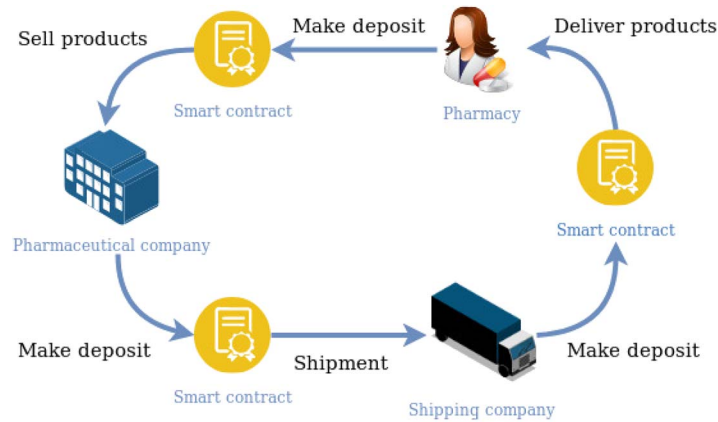 Sell products
Make deposit
Deliver products
Smart contract
Pharmacy
Smart contract
Pharmaceutical company
Make deposit
Shipment
Make deposit
Smart contract
Shipping company